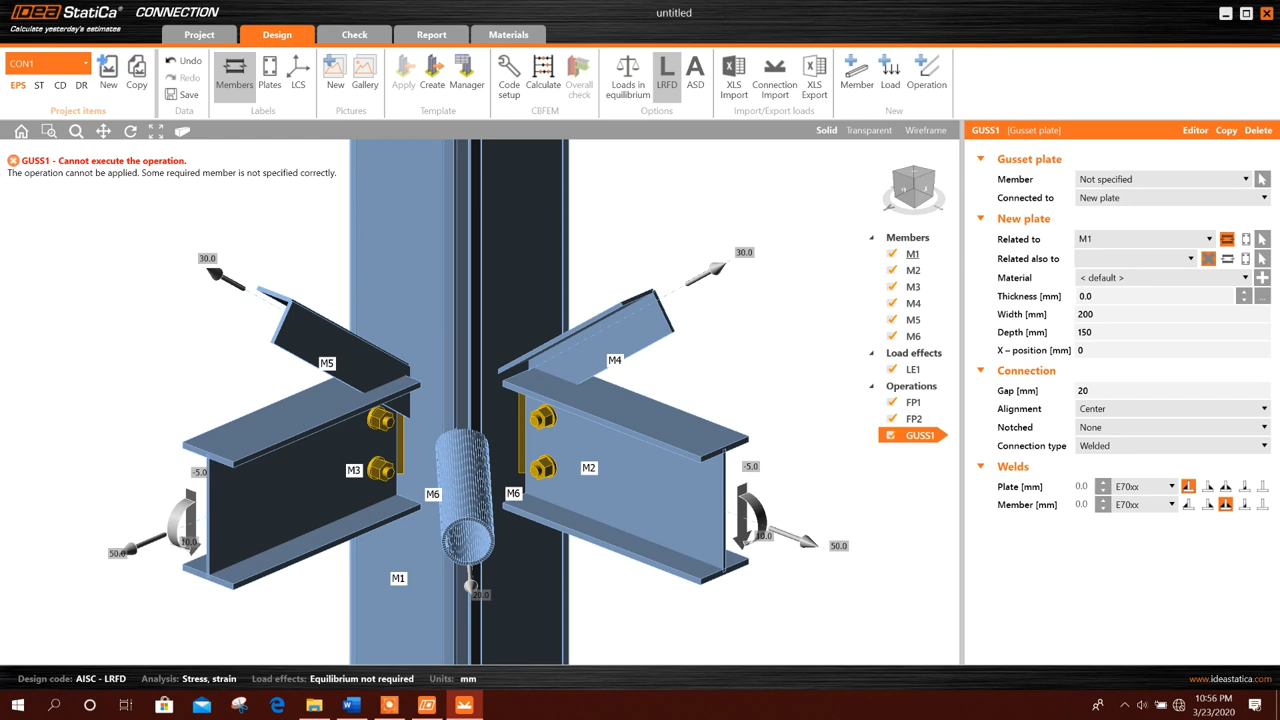 IDEA StatiCa CONNECTION
Calculate yesterday's estimates
untitled
Project Design Check Report Materials
CON1
EPS ST CD DR
New Copy
Undo
Redo
Save
Members Plates LCS
New Gallery
Apply Create Manager
Code setup Calculate Overall check
Loads in equilibrium LRFD ASD
XLS Import Connection Import XLS Export
Member Load Operation
Project items Data Labels Pictures Template CBFEM Options Import/Export loads New
Solid Transparent Wireframe
GUSS1 [Gusset plate] Editor Copy Delete
GUSS1 - Cannot execute the operation.
The operation cannot be applied. Some required member is not specified correctly.
Gusset plate
Member Not specified
Connected to New plate
New plate
Related to M1
Related also to
Material < default >
Thickness [mm] 0.0
Width [mm] 200
Depth [mm] 150
X – position [mm] 0
Connection
Gap [mm] 20
Alignment Center
Notched None
Connection type Welded
Welds
Plate [mm] 0.0 E70xx
Member [mm] 0.0 E70xx
Members
M1
M2
M3
M4
M5
M6
Load effects
LE1
Operations
FP1
FP2
GUSS1
30.0
30.0
M5
M4
M3
M2
M6
M6
-5.0
-5.0
10.0
10.0
50.0
50.0
M1
20.0
Design code: AISC - LRFD Analysis: Stress, strain Load effects: Equilibrium not required Units: mm
www.ideastatica.com
10:56 PM
3/23/2020